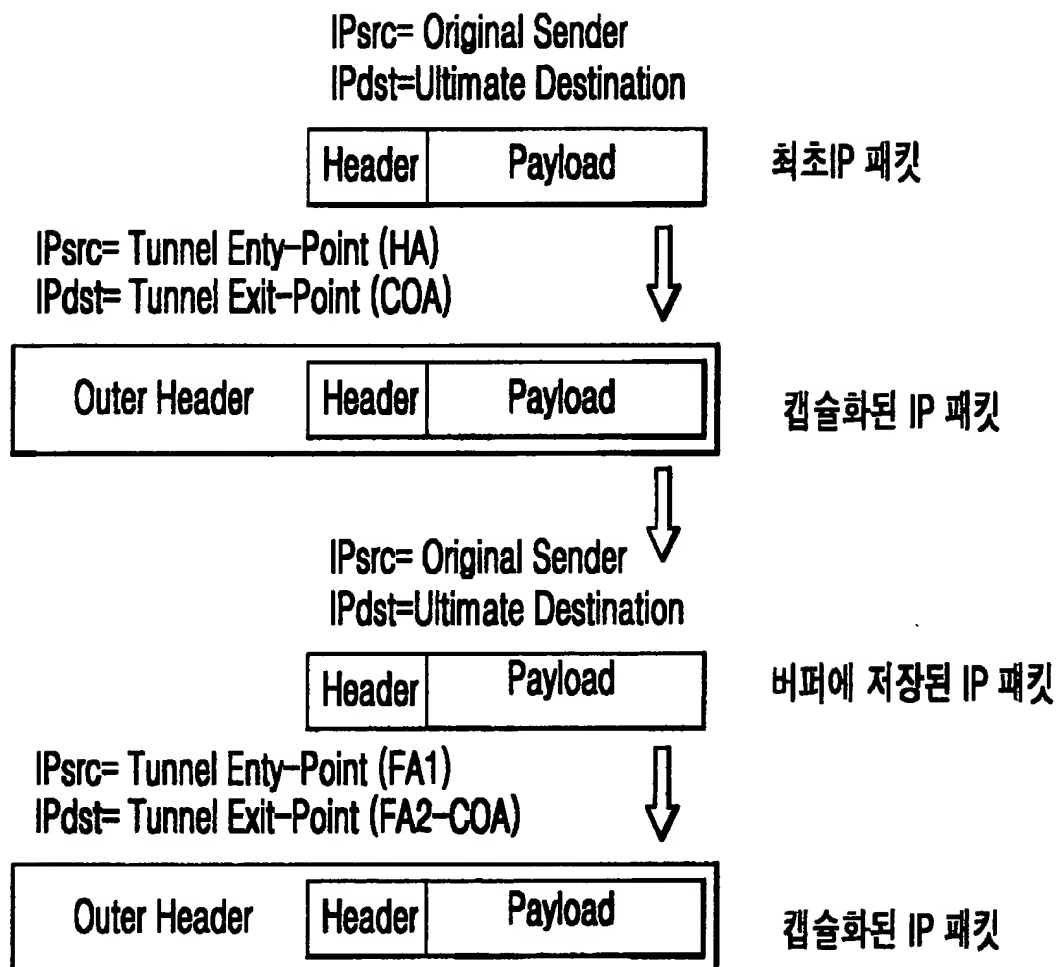 IPsrc= Original Sender
IPdst=Ultimate Destination
Header Payload 최초IP 패킷
IPsrc= Tunnel Enty-Point (HA)
IPdst= Tunnel Exit-Point (COA)
Outer Header Header Payload 캡슐화된 IP 패킷
IPsrc= Original Sender
IPdst=Ultimate Destination
Header Payload 버퍼에 저장된 IP 패킷
IPsrc= Tunnel Enty-Point (FA1)
IPdst= Tunnel Exit-Point (FA2-COA)
Outer Header Header Payload 캡슐화된 IP 패킷